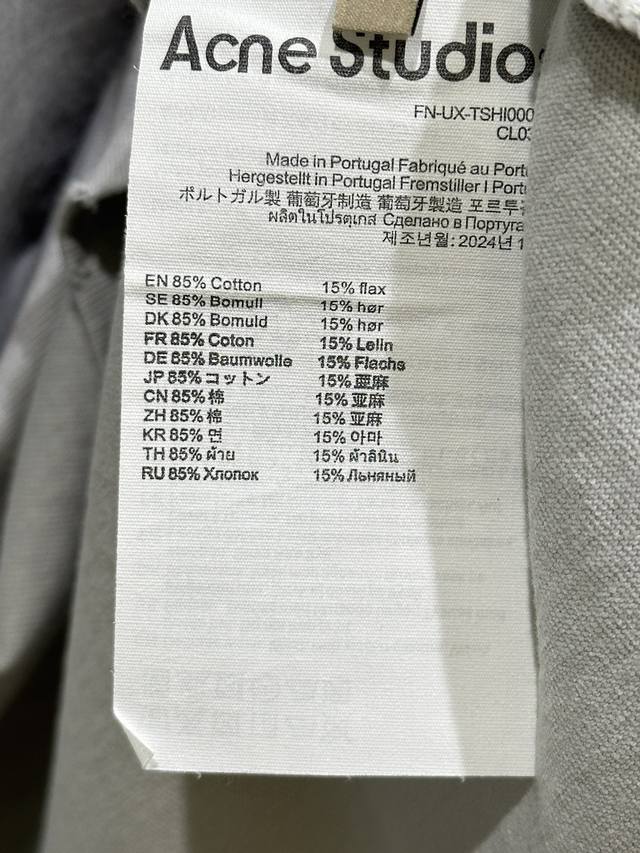 Acne Studio
FN-UX-TSHI000
CL03
Made in Portugal Fabriqué au Portu
Hergestellt in Portugal Fremstiller I Portu
ポルトガル製 葡萄牙制造 葡萄牙製造 포르투
ผลิตในโปรตุเกส Сделано в Португа
제조년월: 2024년 1
EN 85% Cotton 15% flax
SE 85% Bomull 15% hør
DK 85% Bomuld 15% hør
FR 85% Coton 15% Lelin
DE 85% Baumwolle 15% Flachs
JP 85% コットン 15% 亜麻
CN 85% 棉 15% 亚麻
ZH 85% 棉 15% 亚麻
KR 85% 면 15% 아마
TH 85% ผ้าย 15% ผ้าลินิน
RU 85% Хлопок 15% Льняный